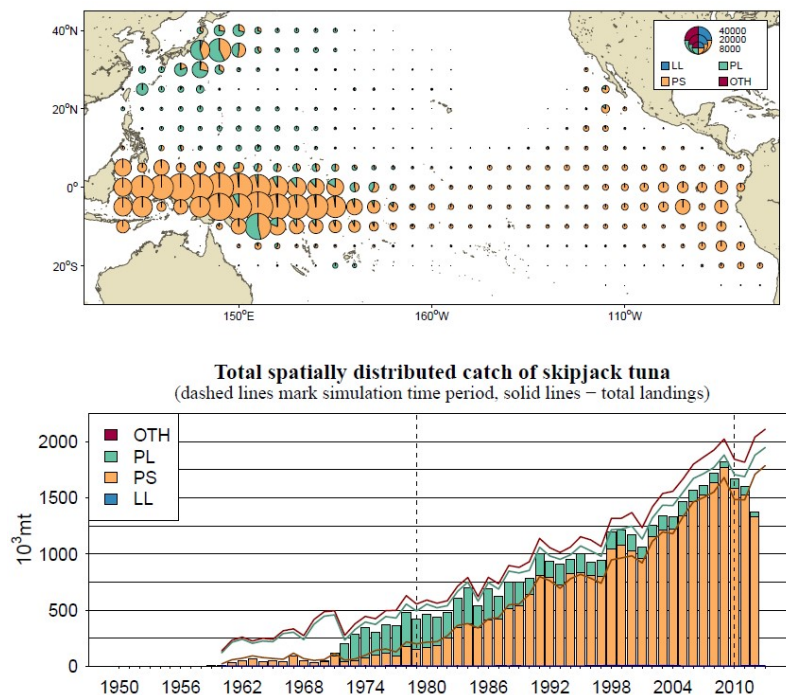 40°N
20°N
0°
20°S
150°E
160°W
110°W
40000
20000
8000
LL PL
PS OTH
Total spatially distributed catch of skipjack tuna
(dashed lines mark simulation time period, solid lines − total landings)
10³mt
2000
1500
1000
500
0
OTH
PL
PS
LL
1950 1956 1962 1968 1974 1980 1986 1992 1998 2004 2010